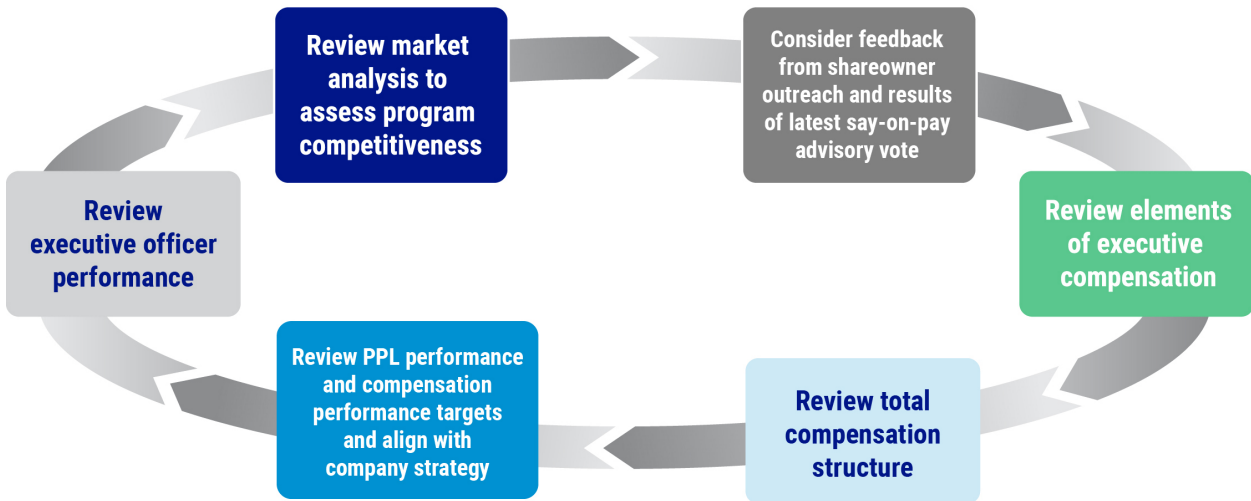 Review market
analysis to
assess program
competitiveness
Consider feedback
from shareowner
outreach and results
of latest say-on-pay
advisory vote
Review elements
of executive
compensation
Review total
compensation
structure
Review PPL performance
and compensation
performance targets
and align with
company strategy
Review
executive officer
performance